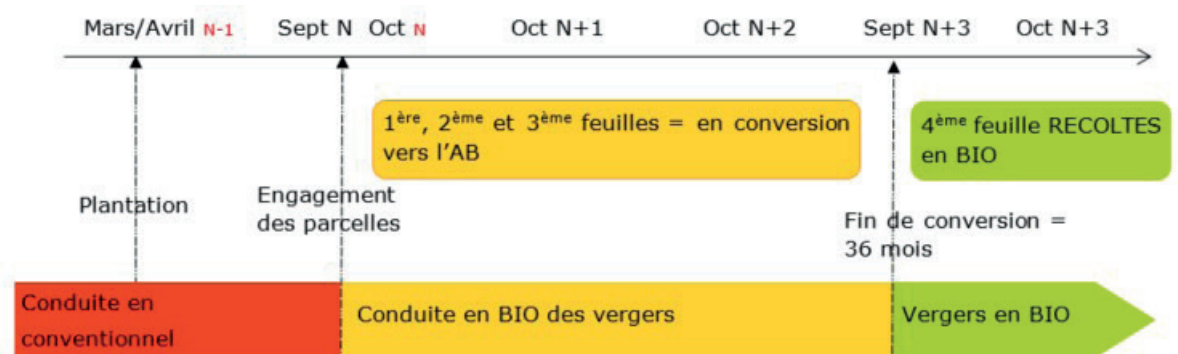 Mars/Avril N-1 Sept N Oct N Oct N+1 Oct N+2 Sept N+3 Oct N+3
1ère, 2ème et 3ème feuilles = en conversion
vers l'AB
4ème feuille RECOLTES
en BIO
Plantation
Engagement
des parcelles
Fin de conversion =
36 mois
Conduite en
conventionnel
Conduite en BIO des vergers
Vergers en BIO